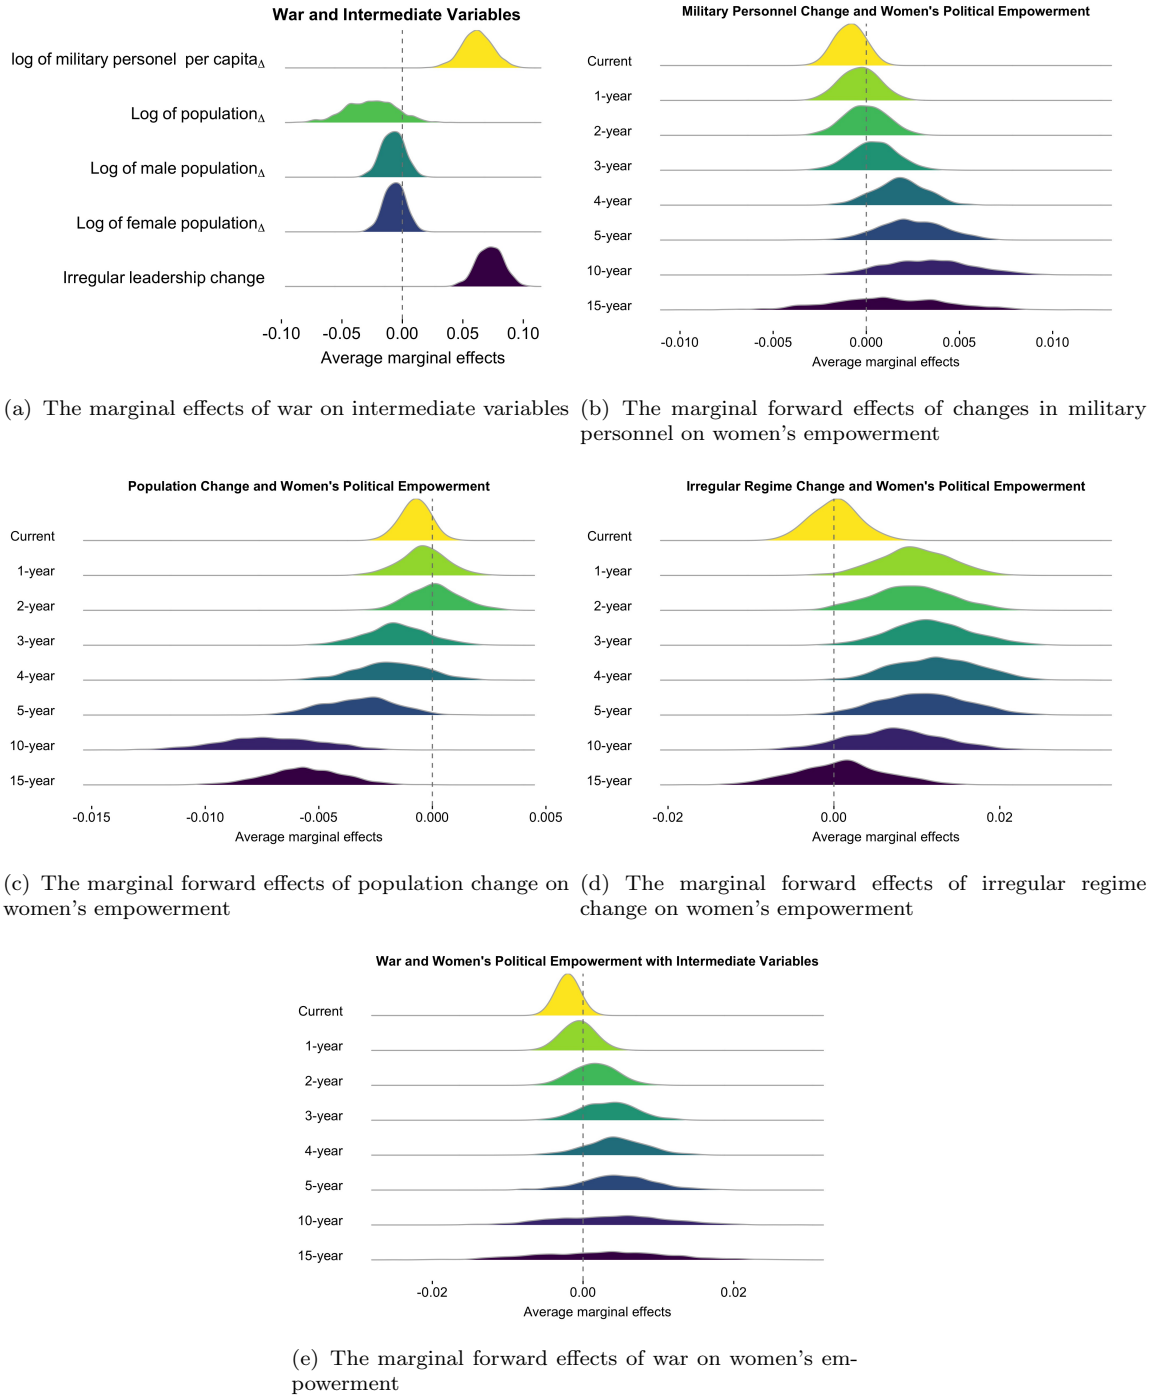 War and Intermediate Variables
log of military personel per capitaΔ
Log of populationΔ
Log of male populationΔ
Log of female populationΔ
Irregular leadership change
-0.10 -0.05 0.00 0.05 0.10
Average marginal effects
(a) The marginal effects of war on intermediate variables
Military Personnel Change and Women's Political Empowerment
Current
1-year
2-year
3-year
4-year
5-year
10-year
15-year
-0.010 -0.005 0.000 0.005 0.010
Average marginal effects
(b) The marginal forward effects of changes in military
personnel on women's empowerment
Population Change and Women's Political Empowerment
Current
1-year
2-year
3-year
4-year
5-year
10-year
15-year
-0.015 -0.010 -0.005 0.000 0.005
Average marginal effects
(c) The marginal forward effects of population change on
women's empowerment
Irregular Regime Change and Women's Political Empowerment
Current
1-year
2-year
3-year
4-year
5-year
10-year
15-year
-0.02 0.00 0.02
Average marginal effects
(d) The marginal forward effects of irregular regime
change on women's empowerment
War and Women's Political Empowerment with Intermediate Variables
Current
1-year
2-year
3-year
4-year
5-year
10-year
15-year
-0.02 0.00 0.02
Average marginal effects
(e) The marginal forward effects of war on women's em-
powerment